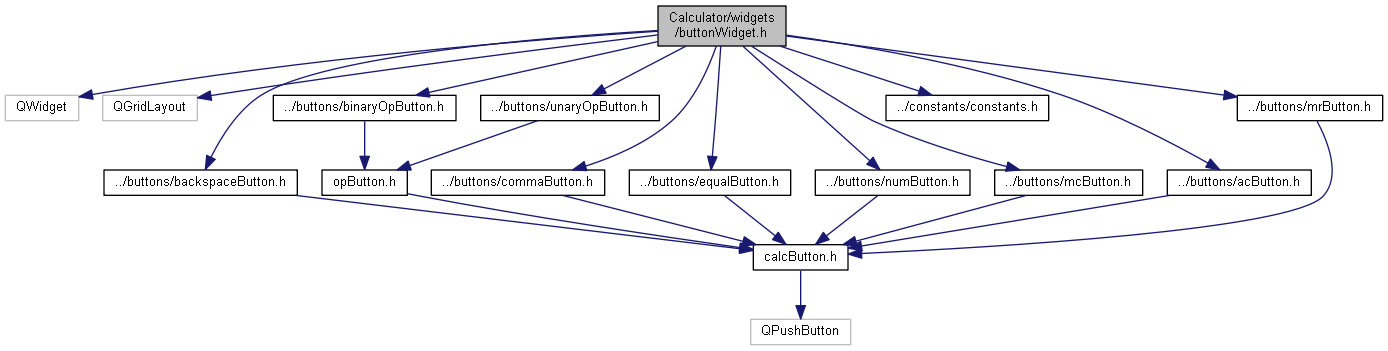 Calculator/widgets
/buttonWidget.h
QWidget
QGridLayout
../buttons/binaryOpButton.h
../buttons/unaryOpButton.h
../constants/constants.h
../buttons/mrButton.h
../buttons/backspaceButton.h
opButton.h
../buttons/commaButton.h
../buttons/equalButton.h
../buttons/numButton.h
../buttons/mcButton.h
../buttons/acButton.h
calcButton.h
QPushButton